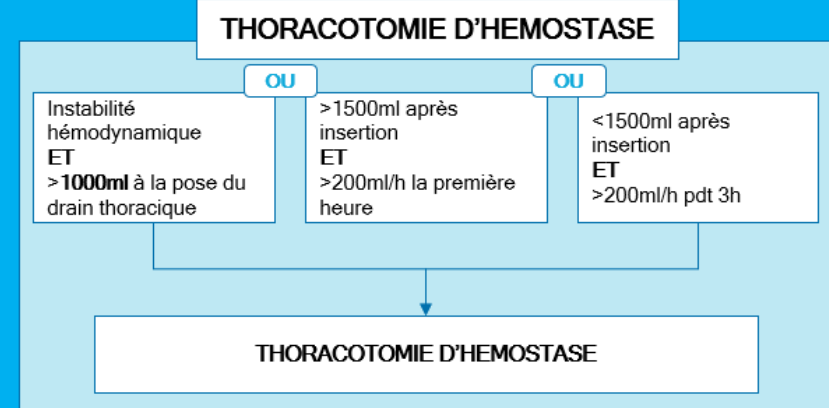 THORACOTOMIE D'HEMOSTASE
OU
OU
Instabilité
hémodynamique
ET
>1000ml à la pose du
drain thoracique
>1500ml après
insertion
ET
>200ml/h la première
heure
<1500ml après
insertion
ET
>200ml/h pdt 3h
THORACOTOMIE D'HEMOSTASE